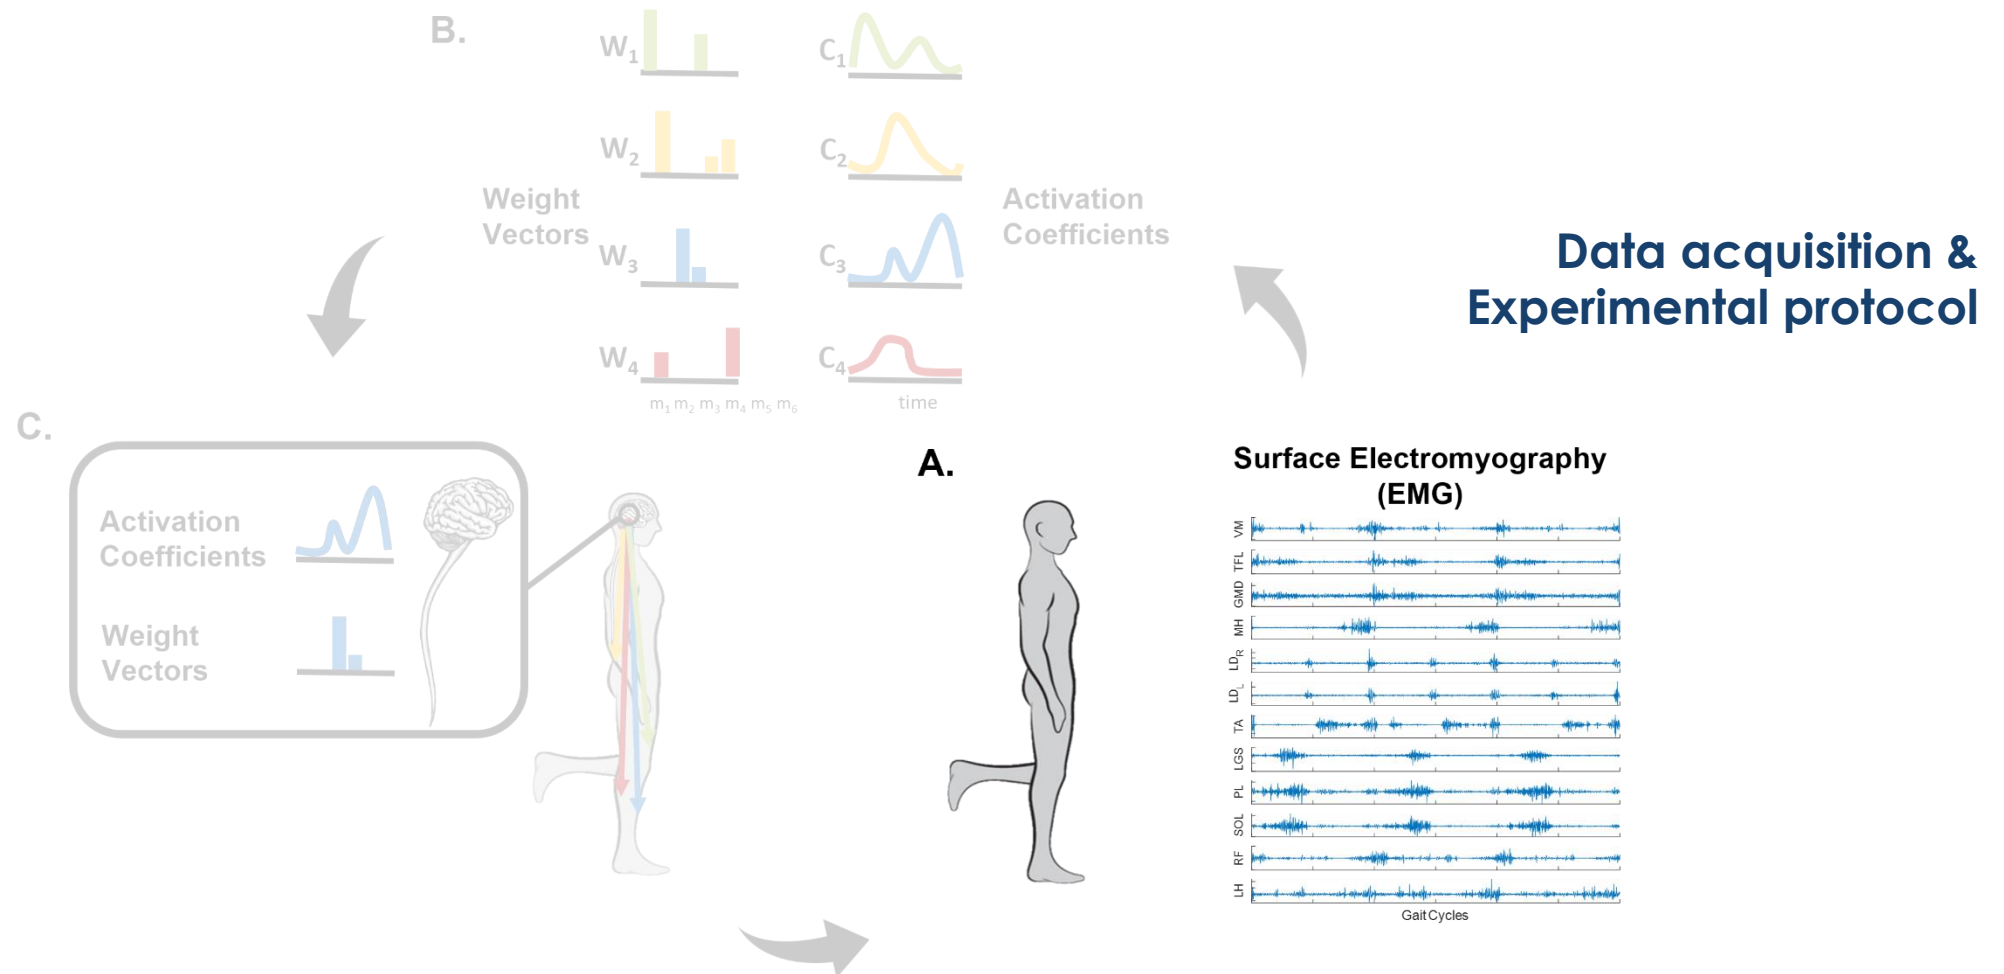 B.
W1
C1
W2
C2
Weight
Vectors
Activation
Coefficients
W3
C3
W4
C4
m1 m2 m3 m4 m5 m6
time
Data acquisition &
Experimental protocol
C.
Activation
Coefficients
Weight
Vectors
A.
Surface Electromyography
(EMG)
VM
TFL
GMD
MH
LDR
LDL
TA
LGS
PL
SOL
RF
LH
Gait Cycles